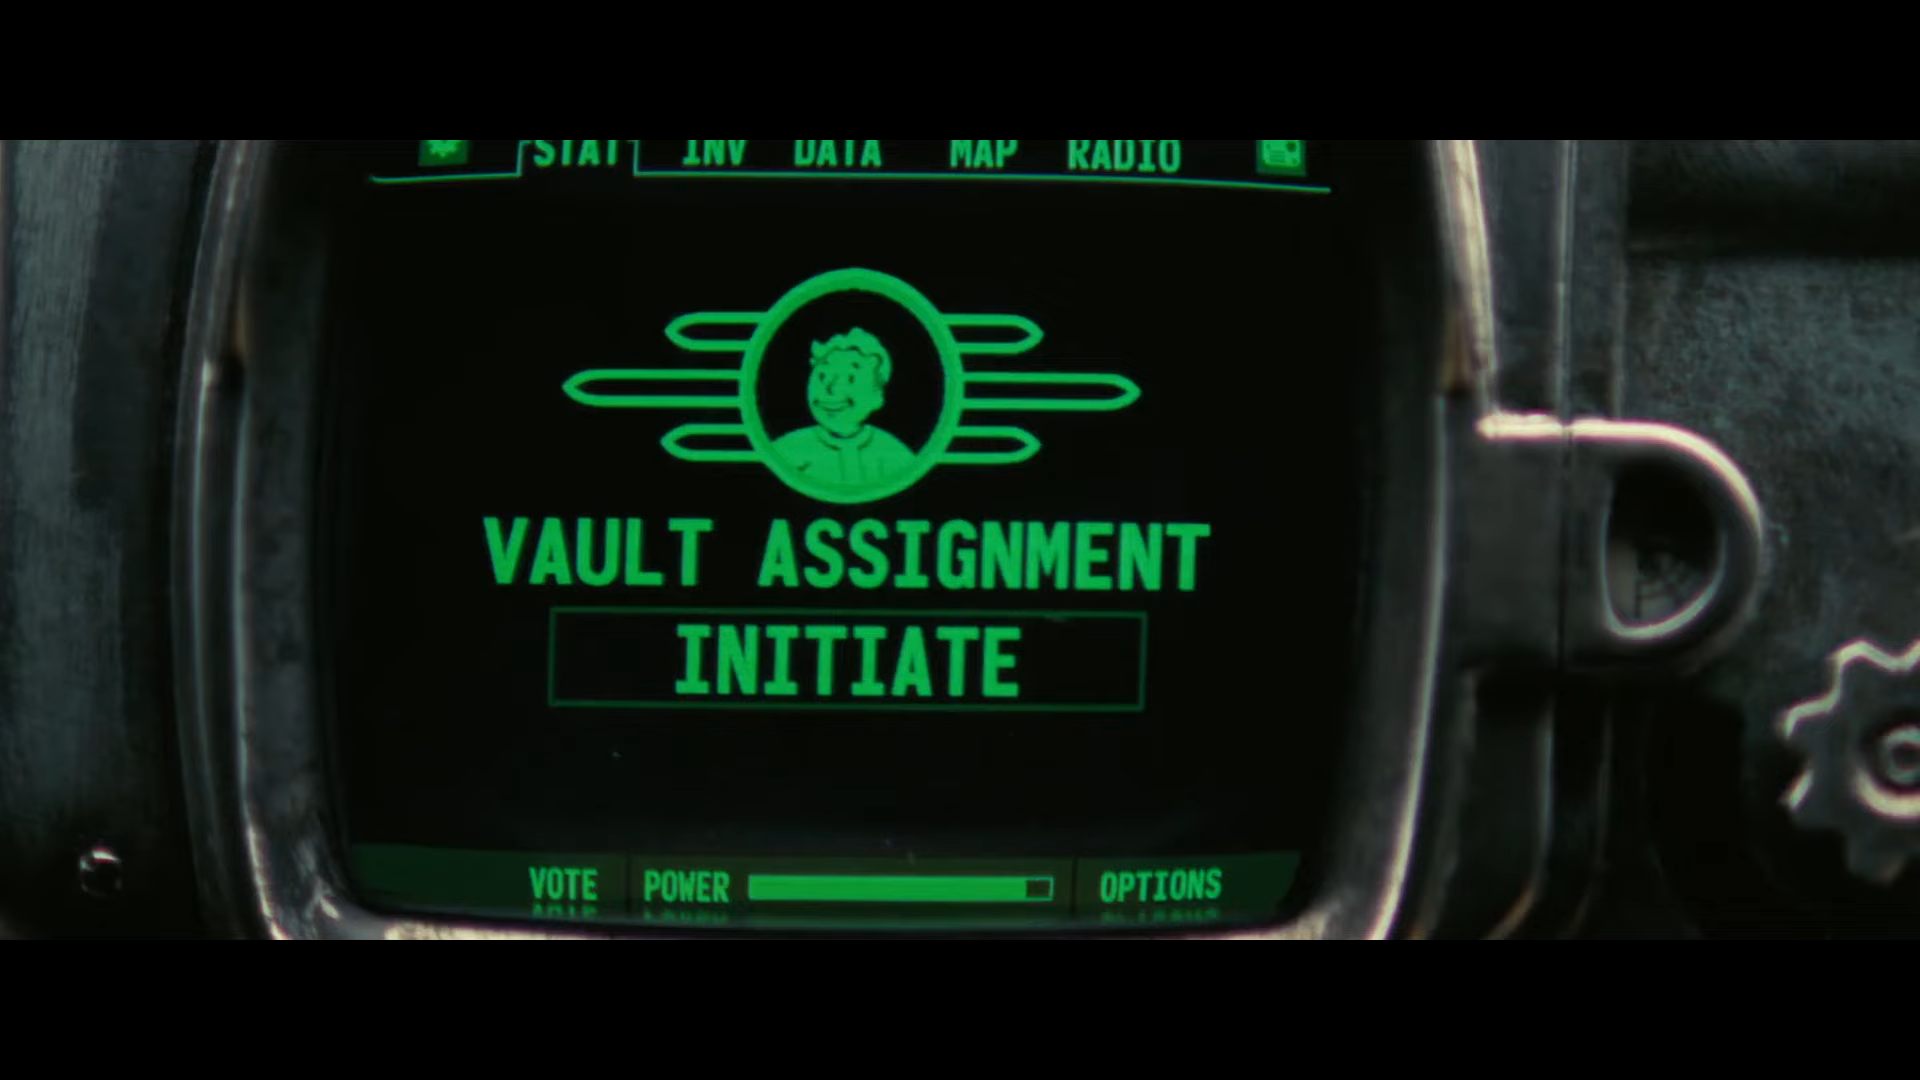 STAT INV DATA MAP RADIO
VAULT ASSIGNMENT
INITIATE
VOTE POWER OPTIONS